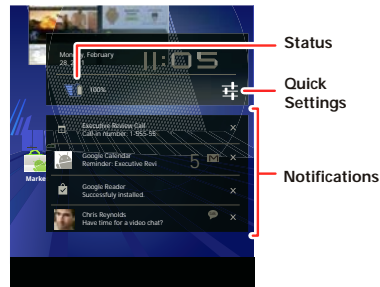 Status
Monday, February
28, 2011
11:05
100%
Quick
Settings
Executive Review Call
Call-in number: 1-555-55
Google Calendar
Reminder: Executive Revi
5
Notifications
Market
Google Reader
Successfully installed.
Chris Reynolds
Have time for a video chat?